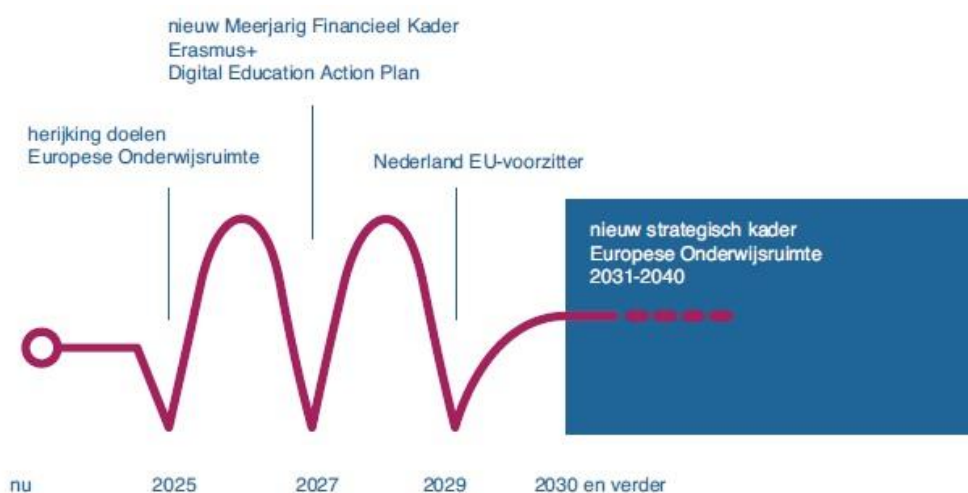 nieuw Meerjarig Financieel Kader
Erasmus+
Digital Education Action Plan
herijking doelen
Europese Onderwijsruimte
Nederland EU-voorzitter
nieuw strategisch kader
Europese Onderwijsruimte
2031-2040
nu
2025
2027
2029
2030 en verder